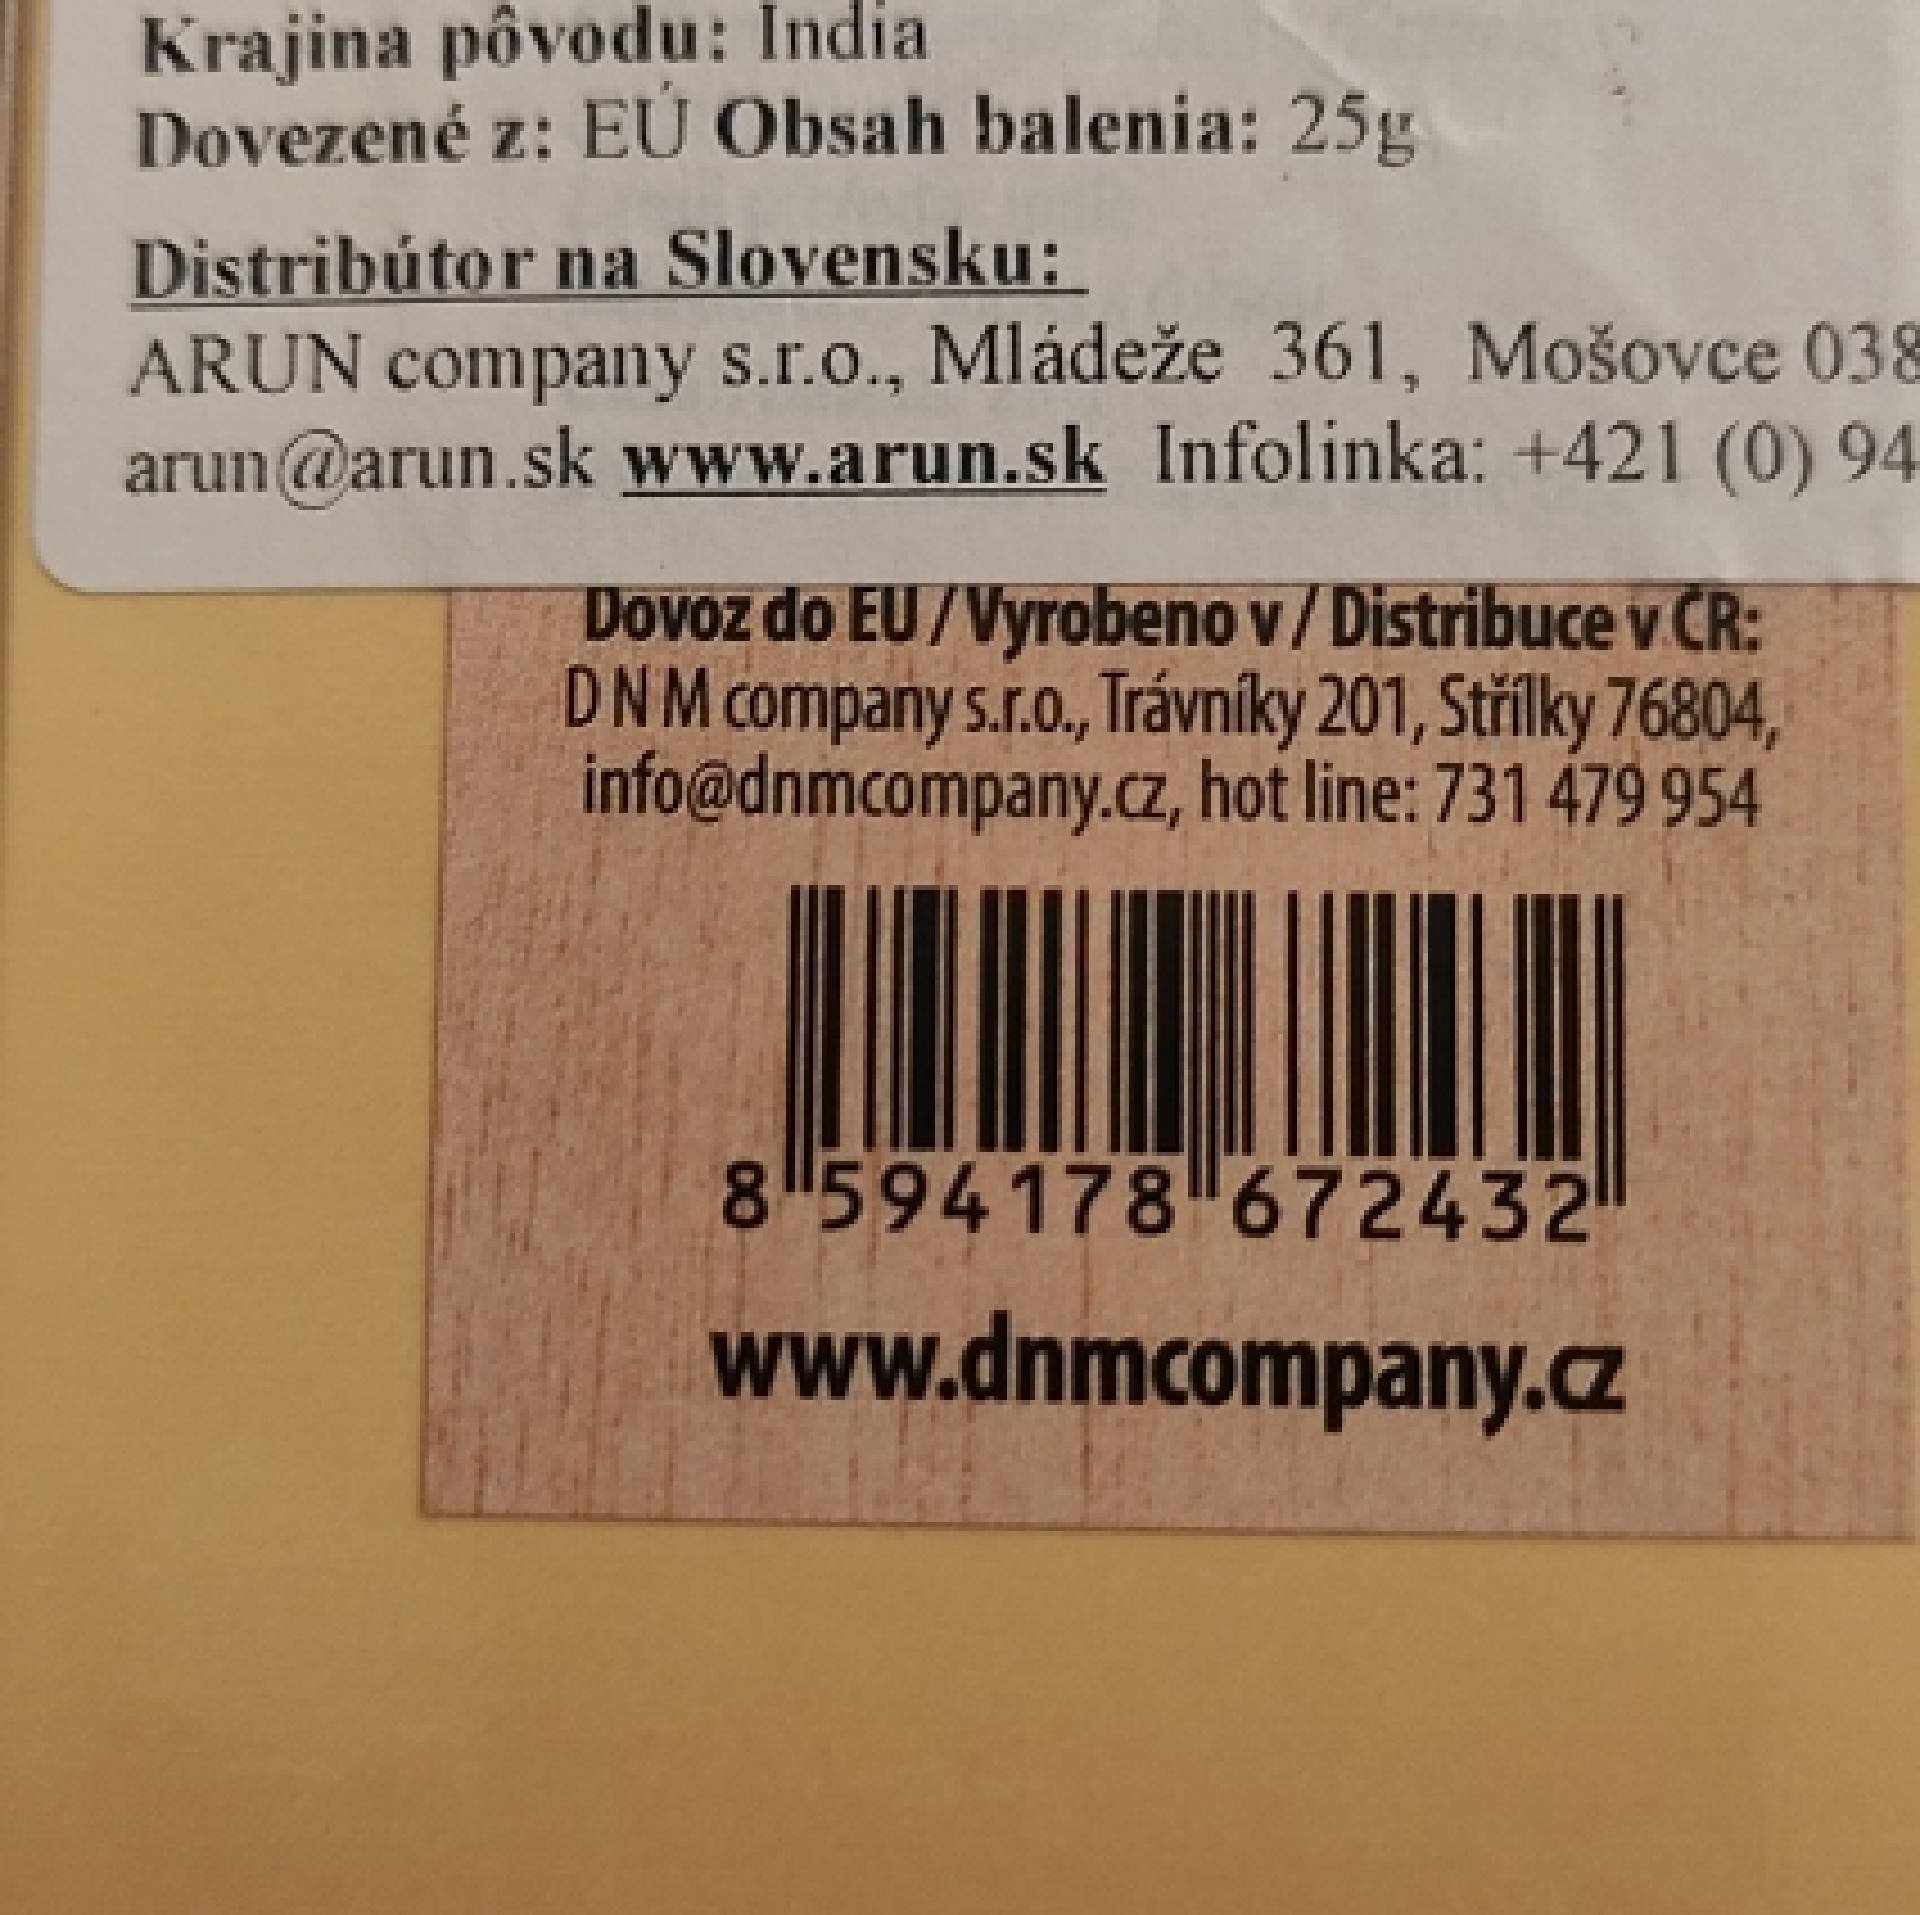 Krajina pôvodu: India
Dovezené z: EÚ Obsah balenia: 25g
Distribútor na Slovensku:
ARUN company s.r.o., Mládeže 361, Mošovce 038
arun@arun.sk www.arun.sk Infolinka: +421 (0) 94
Dovoz do EU / Vyrobeno v / Distribuce v ČR:
D N M company s.r.o., Trávníky 201, Střílky 76804,
info@dnmcompany.cz, hot line: 731 479 954
8 594178 672432
www.dnmcompany.cz